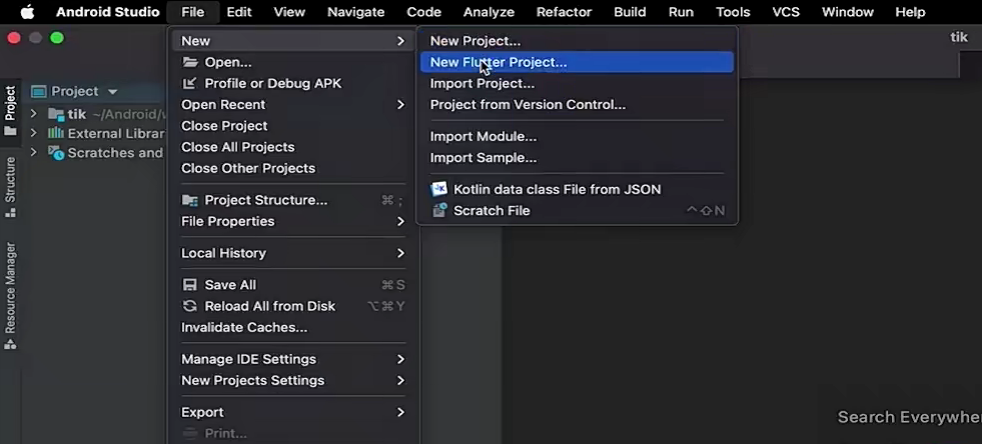 Android Studio File Edit View Navigate Code Analyze Refactor Build Run Tools VCS Window Help
tik
New
Open...
Profile or Debug APK
Open Recent
Close Project
Close All Projects
Close Other Projects
Project Structure... ⌘ ;
File Properties
Local History
Save All ⌘ S
Reload All from Disk ⌥⌘ Y
Invalidate Caches...
Manage IDE Settings
New Projects Settings
Export
Print...
New Project...
New Flutter Project...
Import Project...
Project from Version Control...
Import Module...
Import Sample...
Kotlin data class File from JSON
Scratch File ^⇧N
Project
tik ~/Android/
External Librar
Scratches and
Project
Structure
Resource Manager
Search Everywhe